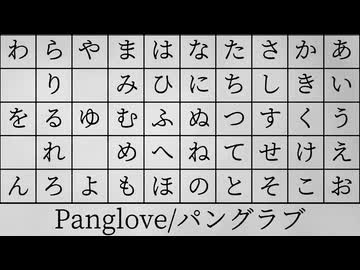 わらやまはなたさかあ
り みひにちしきい
をるゆむふぬつすくう
れ めへねてせけえ
んろよもほのとそこお
Panglove/パングラブ